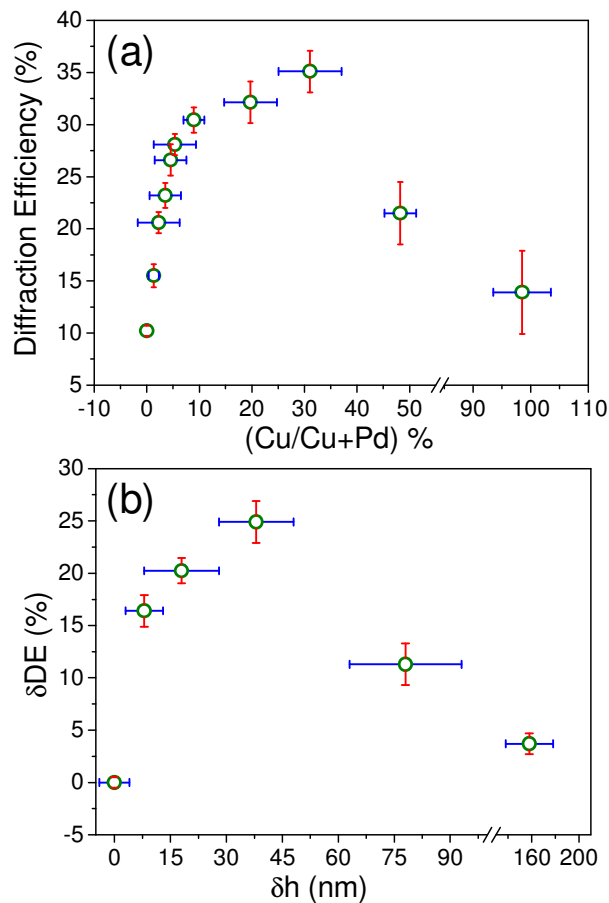 (a)
Diffraction Efficiency (%)
40
35
30
25
20
15
10
5
-10 0 10 20 30 40 50 90 100 110
(Cu/Cu+Pd) %
(b)
δDE (%)
30
25
20
15
10
5
0
-5
0 15 30 45 60 75 90 160 200
δh (nm)